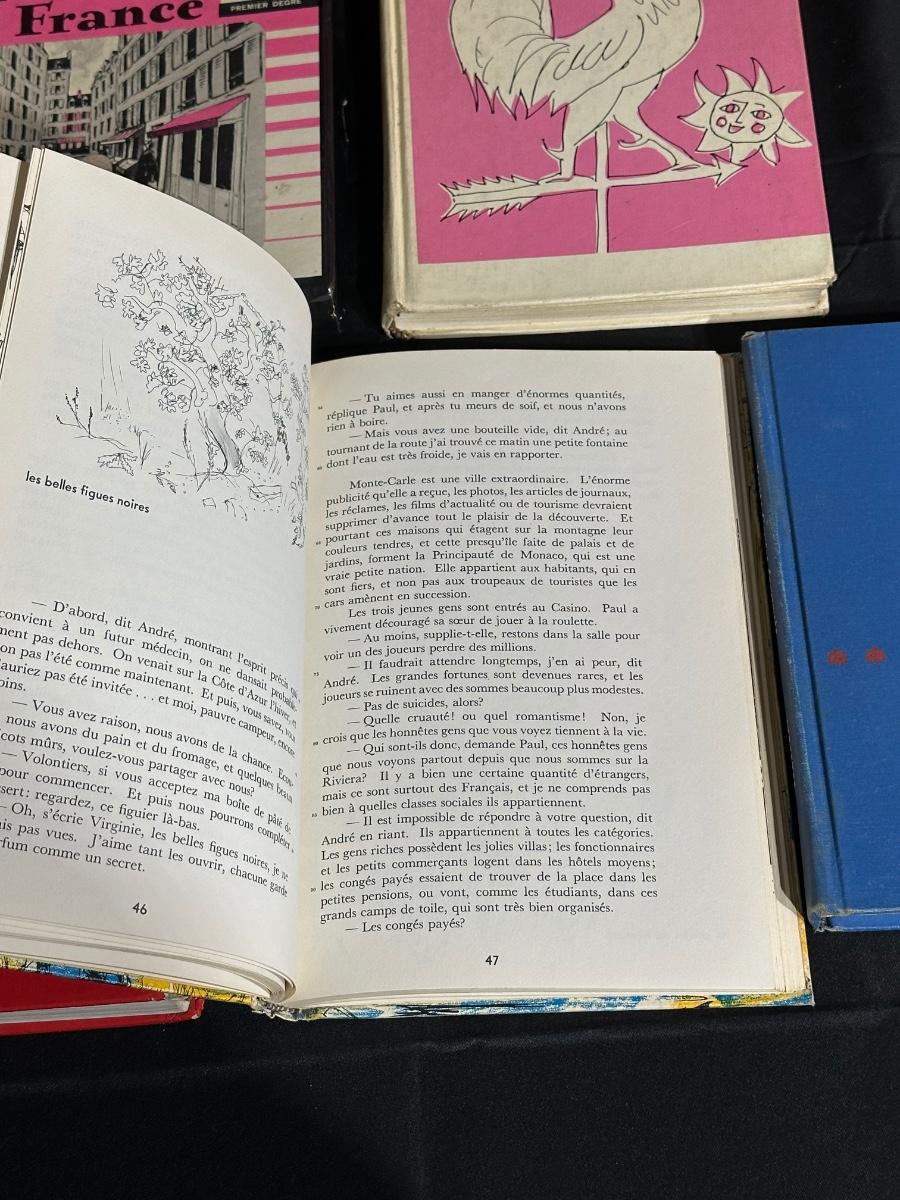 France
PREMIER DEGRÉ
les belles figues noires
— D'abord, dit André, montrant l'esprit précis qui
convient à un futur médecin, on ne dansait probable-
ment pas dehors. On venait sur la Côte d'Azur l'hiver, et
non pas l'été comme maintenant. Et puis, vous savez, vous
n'auriez pas été invitée . . . et moi, pauvre campeur, encore
moins.
— Vous avez raison, nous avons de la chance.
nous avons du pain et du fromage, et quelques beaux
cots mûrs, voulez-vous partager avec nous?
— Volontiers, si vous acceptez ma boîte de pâté de
pour commencer. Et puis nous pourrons compléter
sert: regardez, ce figuier là-bas.
— Oh, s'écrie Virginie, les belles figues noires, je ne
pas vues. J'aime tant les ouvrir, chacune garde
fum comme un secret.
46
— Tu aimes aussi en manger d'énormes quantités,
réplique Paul, et après tu meurs de soif, et nous n'avons
rien à boire.
— Mais vous avez une bouteille vide, dit André; au
tournant de la route j'ai trouvé ce matin une petite fontaine
60 dont l'eau est très froide, je vais en rapporter.
Monte-Carle est une ville extraordinaire. L'énorme
publicité qu'elle a reçue, les photos, les articles de journaux,
les réclames, les films d'actualité ou de tourisme devraient
supprimer d'avance tout le plaisir de la découverte. Et
65 pourtant ces maisons qui étagent sur la montagne leur
couleurs tendres, et cette presqu'île faite de palais et de
jardins, forment la Principauté de Monaco, qui est une
vraie petite nation. Elle appartient aux habitants, qui en
sont fiers, et non pas aux troupeaux de touristes que les
70 cars amènent en succession.
Les trois jeunes gens sont entrés au Casino. Paul a
vivement découragé sa sœur de jouer à la roulette.
— Au moins, supplie-t-elle, restons dans la salle pour
voir un des joueurs perdre des millions.
75 — Il faudrait attendre longtemps, j'en ai peur, dit
André. Les grandes fortunes sont devenues rares, et les
joueurs se ruinent avec des sommes beaucoup plus modestes.
— Pas de suicides, alors?
— Quelle cruauté! ou quel romantisme! Non, je
80 crois que les honnêtes gens que vous voyez tiennent à la vie.
— Qui sont-ils donc, demande Paul, ces honnêtes gens
que nous voyons partout depuis que nous sommes sur la
Riviera? Il y a bien une certaine quantité d'étrangers,
mais ce sont surtout des Français, et je ne comprends pas
85 bien à quelles classes sociales ils appartiennent.
— Il est impossible de répondre à votre question, dit
André en riant. Ils appartiennent à toutes les catégories.
Les gens riches possèdent les jolies villas; les fonctionnaires
et les petits commerçants logent dans les hôtels moyens;
90 les congés payés essaient de trouver de la place dans les
petites pensions, ou vont, comme les étudiants, dans ces
grands camps de toile, qui sont très bien organisés.
— Les congés payés?
47